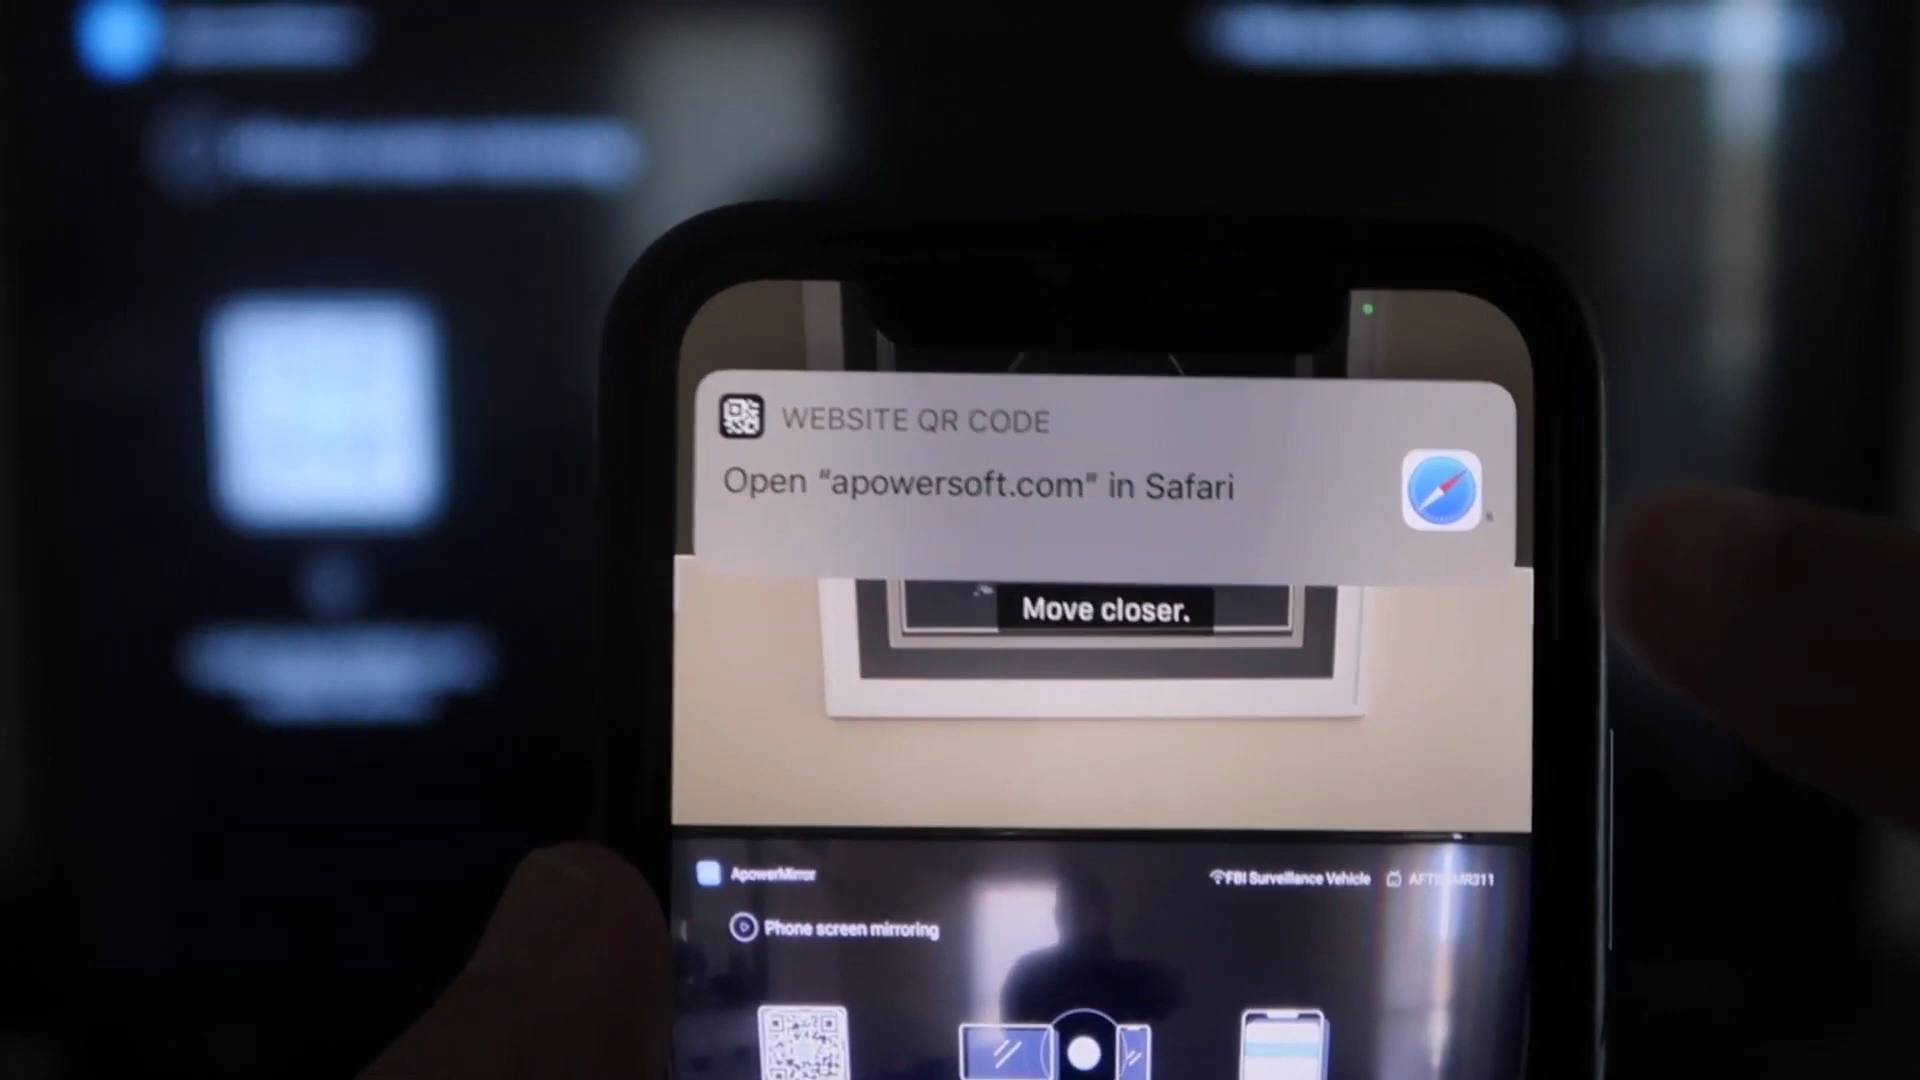 WEBSITE QR CODE
Open “apowersoft.com” in Safari
Move closer.
ApowerMirror
FBI Surveillance Vehicle
Phone screen mirroring